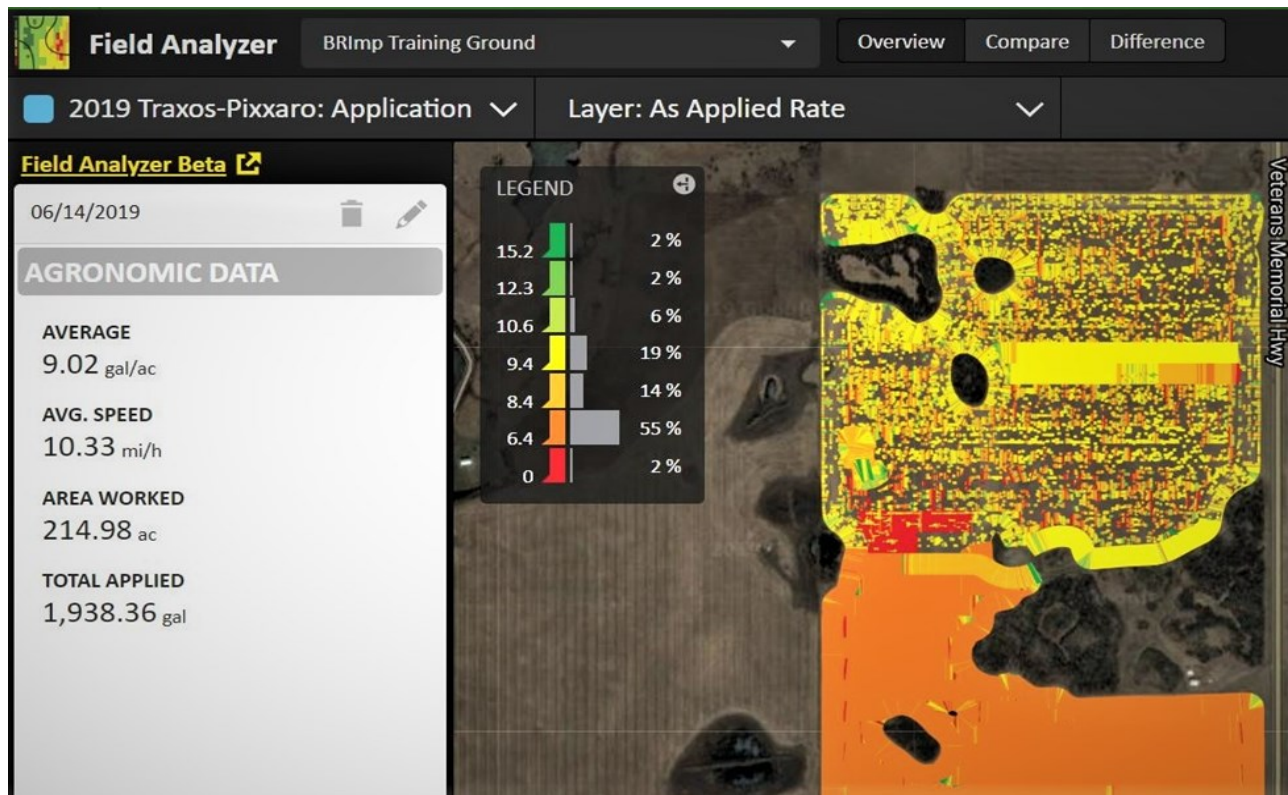 Field Analyzer
BRImp Training Ground
Overview
Compare
Difference
2019 Traxos-Pixxaro: Application
Layer: As Applied Rate
Field Analyzer Beta
06/14/2019
AGRONOMIC DATA
AVERAGE
9.02 gal/ac
AVG. SPEED
10.33 mi/h
AREA WORKED
214.98 ac
TOTAL APPLIED
1,938.36 gal
LEGEND
15.2 2 %
12.3 2 %
10.6 6 %
9.4 19 %
8.4 14 %
6.4 55 %
0 2 %
Veterans Memorial Hwy